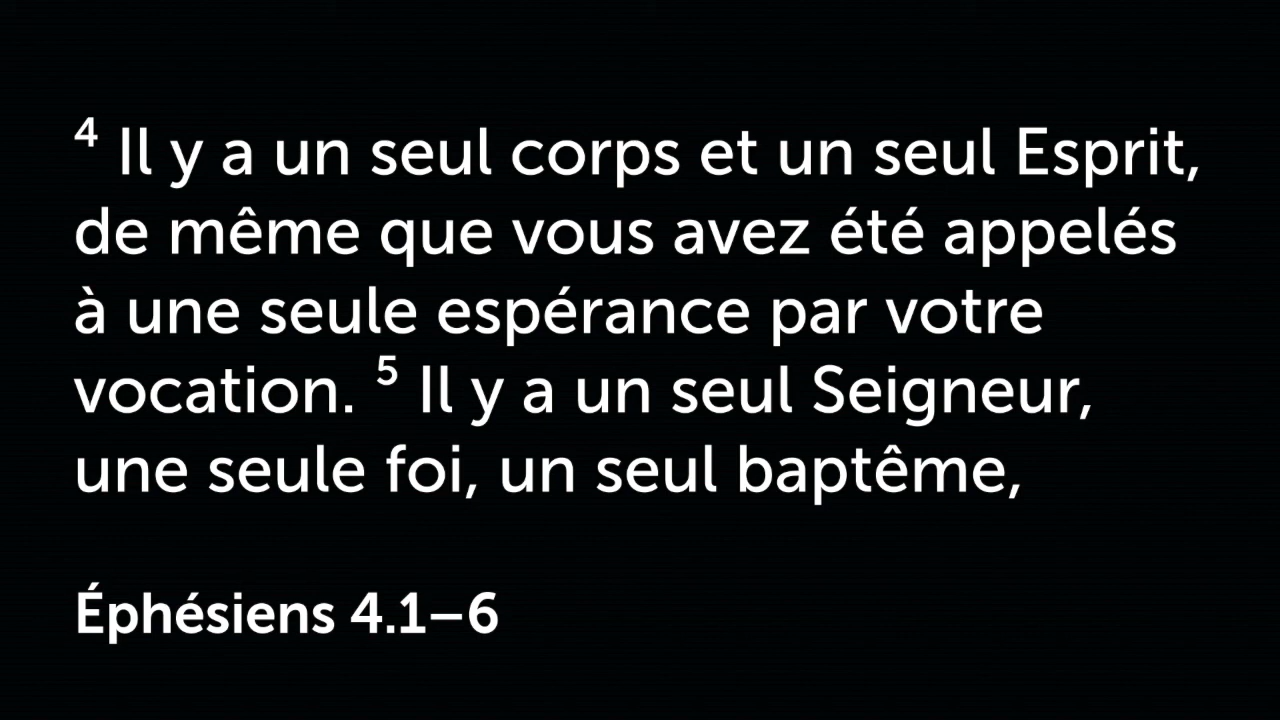 ⁴ Il y a un seul corps et un seul Esprit,
de même que vous avez été appelés
à une seule espérance par votre
vocation. ⁵ Il y a un seul Seigneur,
une seule foi, un seul baptême,
Éphésiens 4.1–6